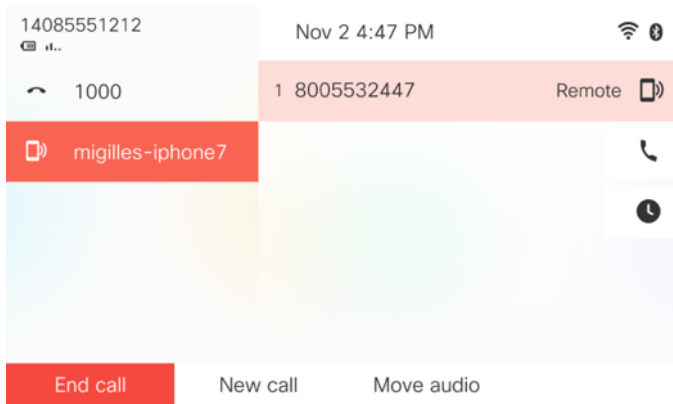 14085551212
Nov 2 4:47 PM
1000
1 8005532447 Remote
migilles-iphone7
End call New call Move audio